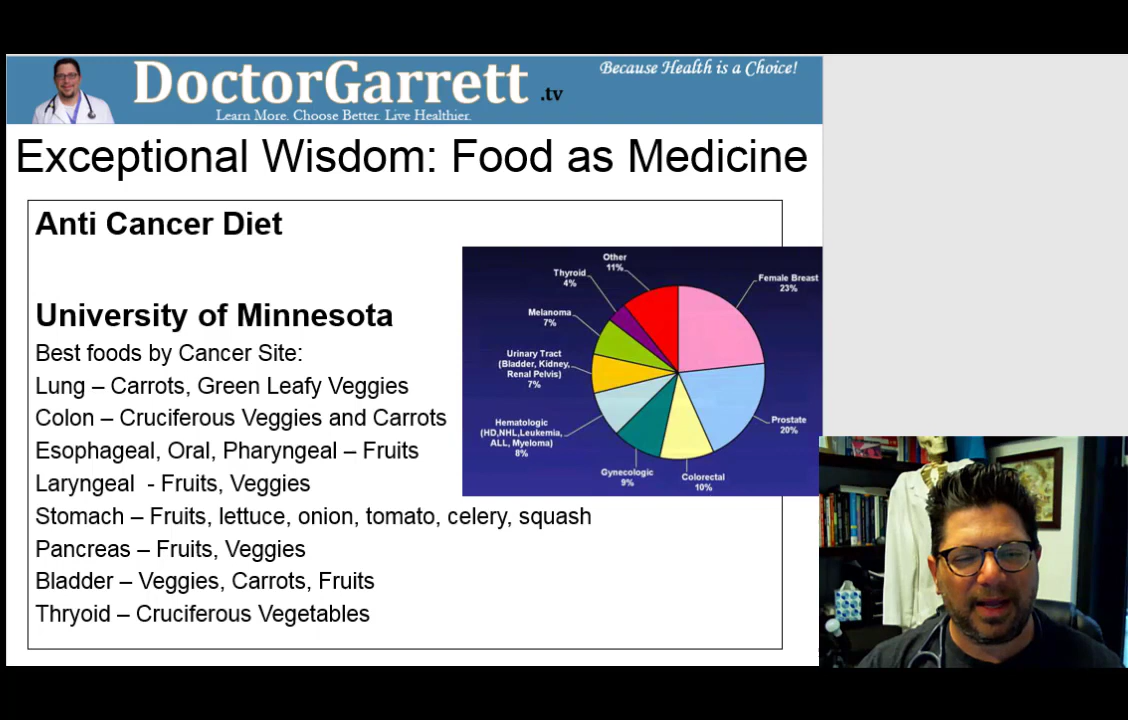 DoctorGarrett .tv
Because Health is a Choice!
Learn More. Choose Better. Live Healthier.
Exceptional Wisdom: Food as Medicine
Anti Cancer Diet
University of Minnesota
Best foods by Cancer Site:
Lung – Carrots, Green Leafy Veggies
Colon – Cruciferous Veggies and Carrots
Esophageal, Oral, Pharyngeal – Fruits
Laryngeal - Fruits, Veggies
Stomach – Fruits, lettuce, onion, tomato, celery, squash
Pancreas – Fruits, Veggies
Bladder – Veggies, Carrots, Fruits
Thryoid – Cruciferous Vegetables
Other
11%
Thyroid
4%
Female Breast
23%
Melanoma
7%
Urinary Tract
(Bladder, Kidney,
Renal Pelvis)
7%
Prostate
20%
Hematologic
(HD,NHL,Leukemia,
ALL, Myeloma)
8%
Gynecologic
9%
Colorectal
10%